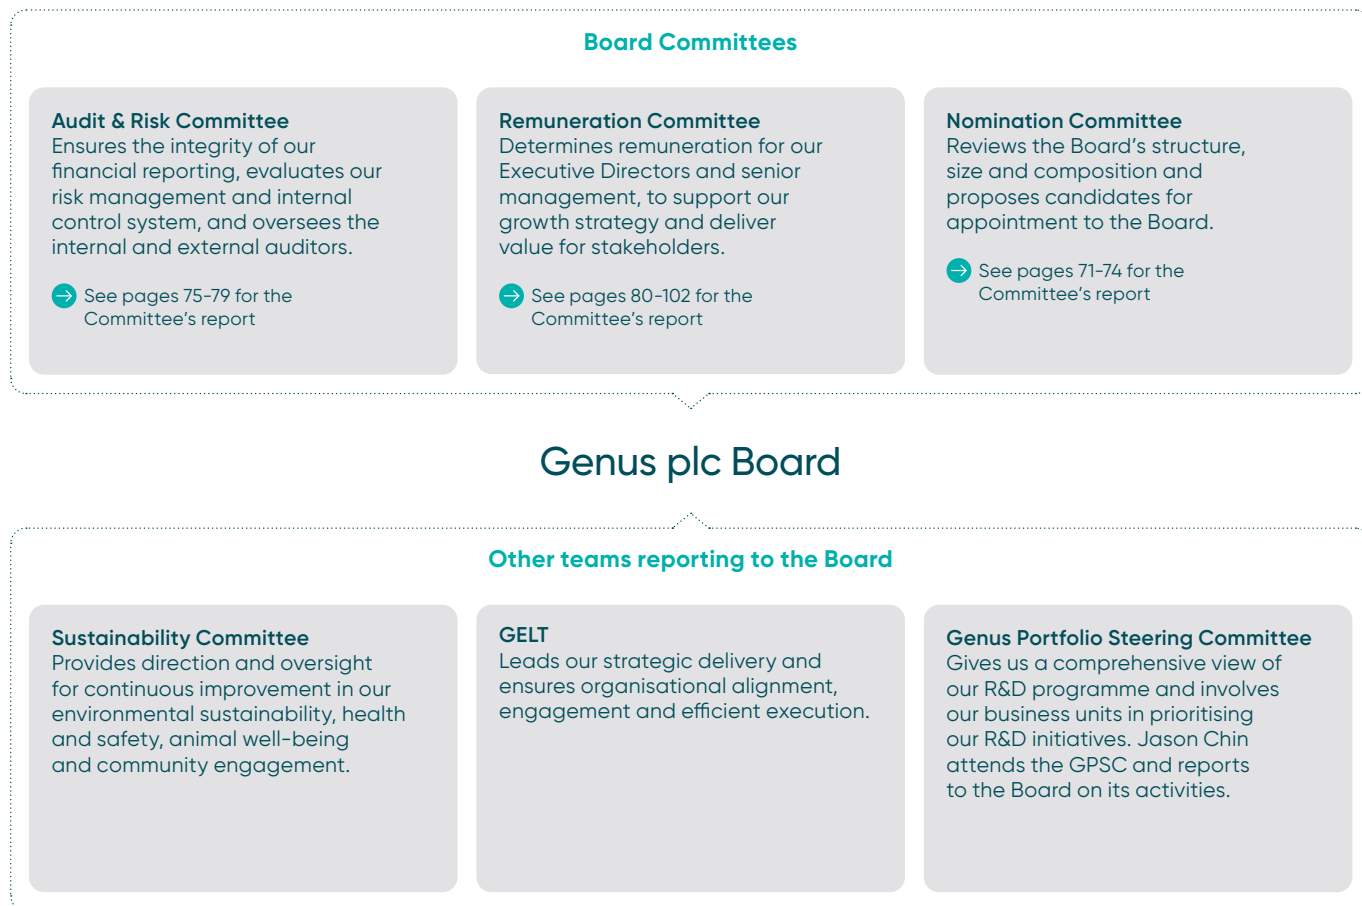 Board Committees
Audit & Risk Committee
Ensures the integrity of our
financial reporting, evaluates our
risk management and internal
control system, and oversees the
internal and external auditors.
See pages 75-79 for the
Committee's report
Remuneration Committee
Determines remuneration for our
Executive Directors and senior
management, to support our
growth strategy and deliver
value for stakeholders.
See pages 80-102 for the
Committee's report
Nomination Committee
Reviews the Board's structure,
size and composition and
proposes candidates for
appointment to the Board.
See pages 71-74 for the
Committee's report
Genus plc Board
Other teams reporting to the Board
Sustainability Committee
Provides direction and oversight
for continuous improvement in our
environmental sustainability, health
and safety, animal well-being
and community engagement.
GELT
Leads our strategic delivery and
ensures organisational alignment,
engagement and efficient execution.
Genus Portfolio Steering Committee
Gives us a comprehensive view of
our R&D programme and involves
our business units in prioritising
our R&D initiatives. Jason Chin
attends the GPSC and reports
to the Board on its activities.